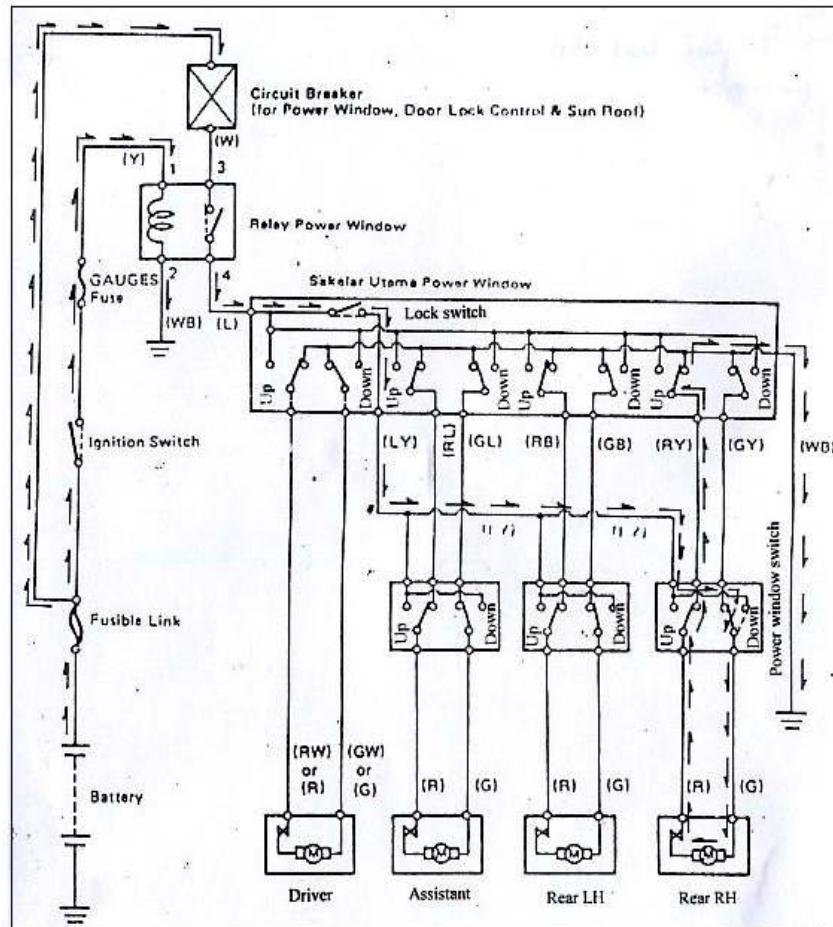 Circuit Breaker
(for Power Window, Door Lock Control & Sun Roof)
(W)
(Y)
1
3
Relay Power Window
GAUGES
Fuse
2
4
Sakelar Utama Power Window
(WB)
(L)
Lock switch
Up
Down
Up
Down
Up
Down
Up
Down
Ignition Switch
(LY)
(RL)
(GL)
(RB)
(GB)
(RY)
(GY)
(WB)
Power window switch
Fusible Link
Up
Down
Up
Down
Up
Down
Battery
(RW)
or
(R)
(GW)
or
(G)
(R)
(G)
(R)
(G)
(R)
(G)
M
M
M
M
Driver
Assistant
Rear LH
Rear RH